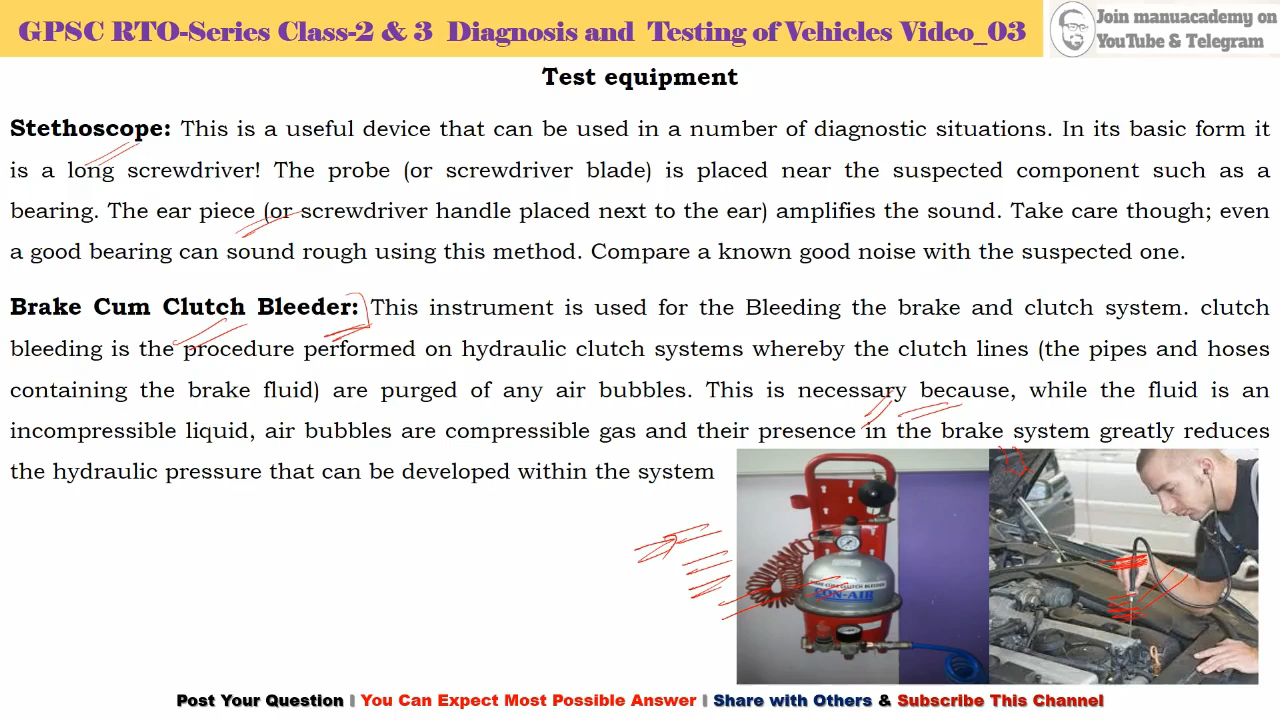 GPSC RTO-Series Class-2 & 3 Diagnosis and Testing of Vehicles Video_03
Join manuacademy on
YouTube & Telegram
Test equipment
Stethoscope: This is a useful device that can be used in a number of diagnostic situations. In its basic form it
is a long screwdriver! The probe (or screwdriver blade) is placed near the suspected component such as a
bearing. The ear piece (or screwdriver handle placed next to the ear) amplifies the sound. Take care though; even
a good bearing can sound rough using this method. Compare a known good noise with the suspected one.
Brake Cum Clutch Bleeder: This instrument is used for the Bleeding the brake and clutch system. clutch
bleeding is the procedure performed on hydraulic clutch systems whereby the clutch lines (the pipes and hoses
containing the brake fluid) are purged of any air bubbles. This is necessary because, while the fluid is an
incompressible liquid, air bubbles are compressible gas and their presence in the brake system greatly reduces
the hydraulic pressure that can be developed within the system
CLUTCH BLEEDER
CON-AIR
Post Your Question | You Can Expect Most Possible Answer | Share with Others & Subscribe This Channel